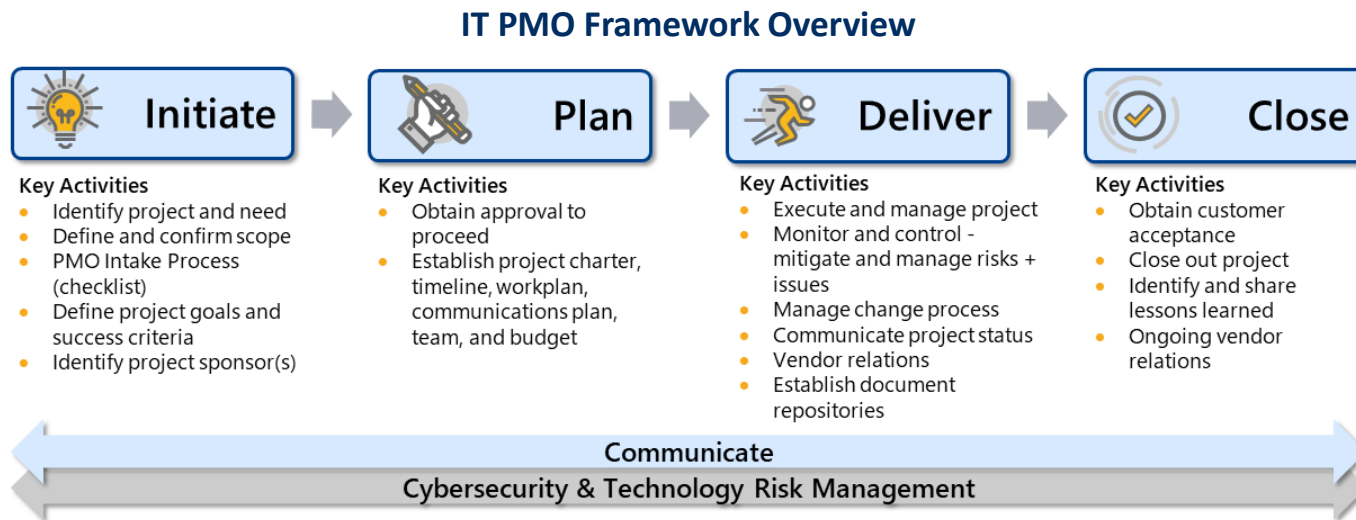 IT PMO Framework Overview
Initiate
Plan
Deliver
Close
Key Activities
• Identify project and need
• Define and confirm scope
• PMO Intake Process
(checklist)
• Define project goals and
success criteria
• Identify project sponsor(s)
Key Activities
• Obtain approval to
proceed
• Establish project charter,
timeline, workplan,
communications plan,
team, and budget
Key Activities
• Execute and manage project
• Monitor and control -
mitigate and manage risks +
issues
• Manage change process
• Communicate project status
• Vendor relations
• Establish document
repositories
Key Activities
• Obtain customer
acceptance
• Close out project
• Identify and share
lessons learned
• Ongoing vendor
relations
Communicate
Cybersecurity & Technology Risk Management